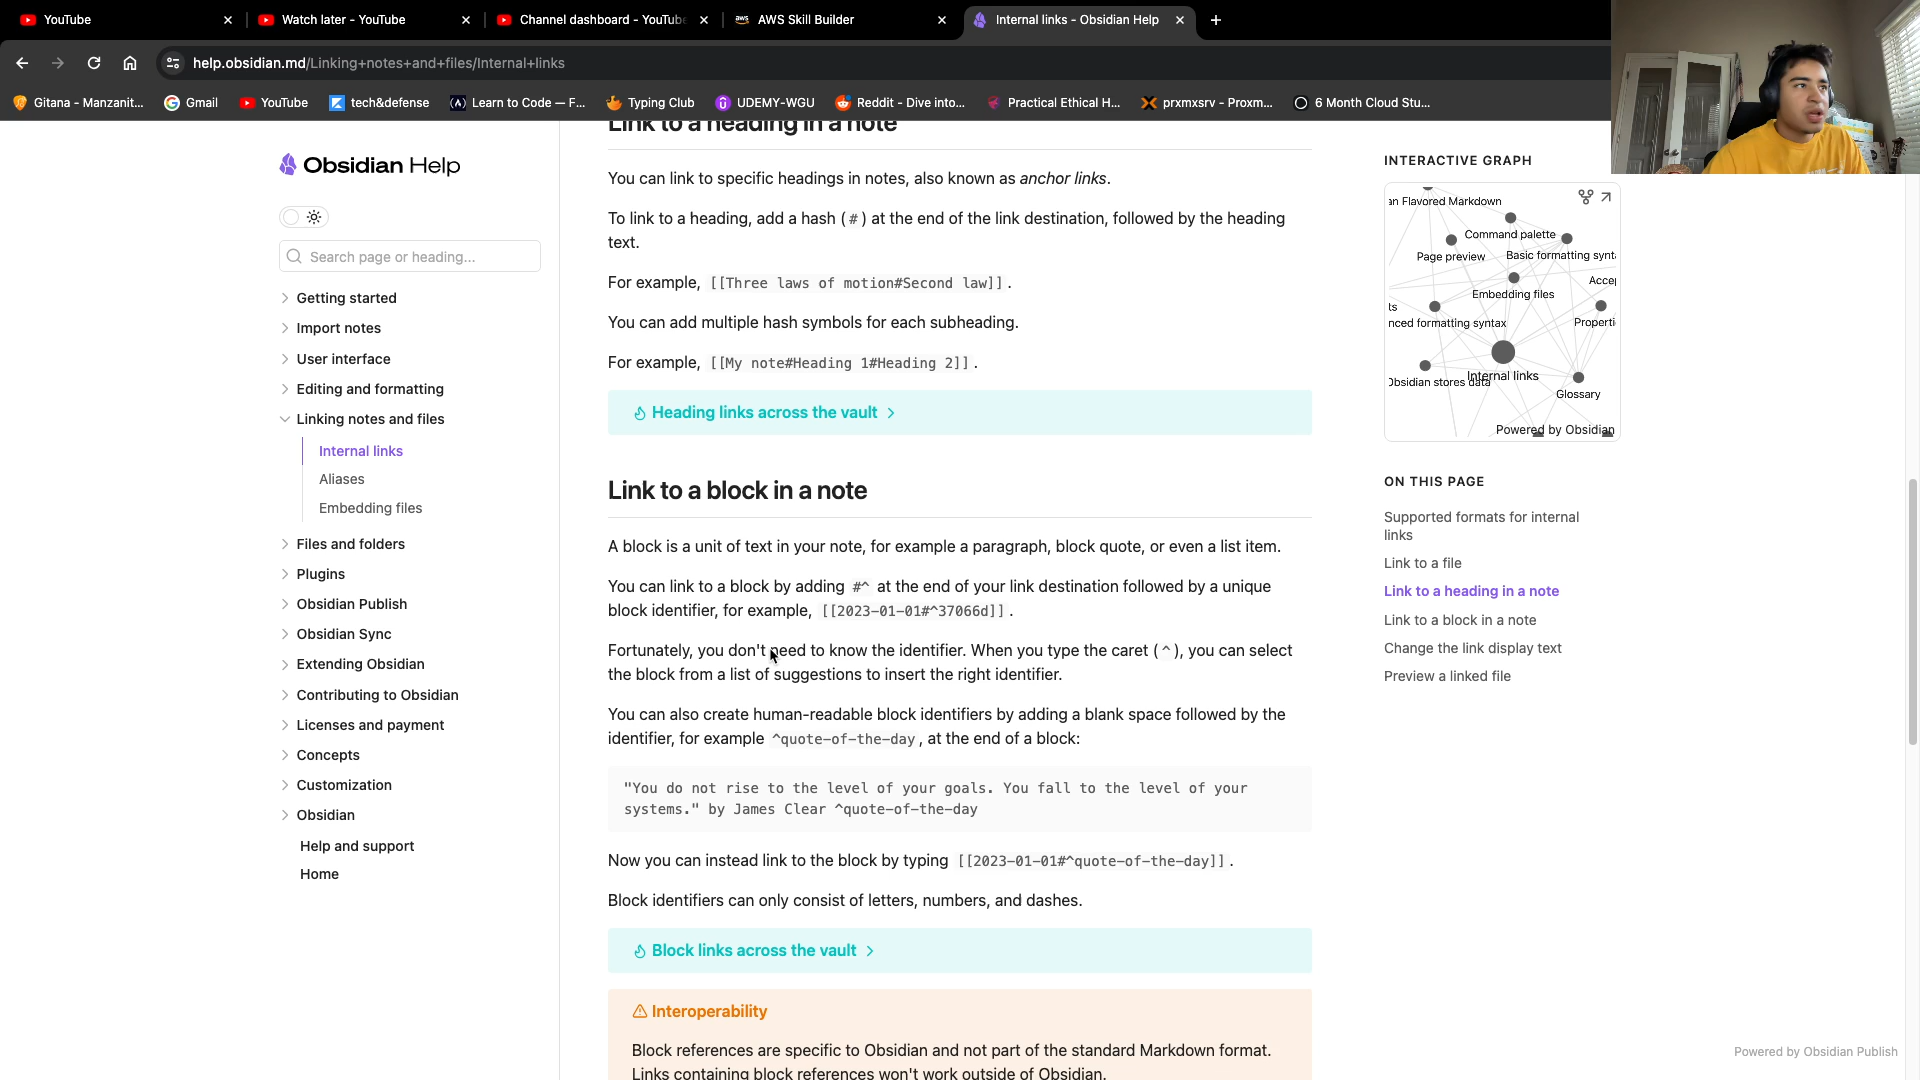 YouTube
Watch later - YouTube
Channel dashboard - YouTube
aws AWS Skill Builder
Internal links - Obsidian Help
help.obsidian.md/Linking+notes+and+files/Internal+links
Gitana - Manzanit...
Gmail
YouTube
tech&defense
Learn to Code — F...
Typing Club
UDEMY-WGU
Reddit - Dive into...
Practical Ethical H...
prxmxsrv - Proxm...
6 Month Cloud Stu...
Obsidian Help
Search page or heading...
Getting started
Import notes
User interface
Editing and formatting
Linking notes and files
Internal links
Aliases
Embedding files
Files and folders
Plugins
Obsidian Publish
Obsidian Sync
Extending Obsidian
Contributing to Obsidian
Licenses and payment
Concepts
Customization
Obsidian
Help and support
Home
Link to a heading in a note
You can link to specific headings in notes, also known as anchor links.
To link to a heading, add a hash (#) at the end of the link destination, followed by the heading
text.
For example, [[Three laws of motion#Second law]].
You can add multiple hash symbols for each subheading.
For example, [[My note#Heading 1#Heading 2]].
Heading links across the vault
Link to a block in a note
A block is a unit of text in your note, for example a paragraph, block quote, or even a list item.
You can link to a block by adding #^ at the end of your link destination followed by a unique
block identifier, for example, [[2023-01-01#^37066d]].
Fortunately, you don't need to know the identifier. When you type the caret (^), you can select
the block from a list of suggestions to insert the right identifier.
You can also create human-readable block identifiers by adding a blank space followed by the
identifier, for example ^quote-of-the-day, at the end of a block:
"You do not rise to the level of your goals. You fall to the level of your
systems." by James Clear ^quote-of-the-day
Now you can instead link to the block by typing [[2023-01-01#^quote-of-the-day]].
Block identifiers can only consist of letters, numbers, and dashes.
Block links across the vault
Interoperability
Block references are specific to Obsidian and not part of the standard Markdown format.
Links containing block references won't work outside of Obsidian.
INTERACTIVE GRAPH
an Flavored Markdown
Command palette
Page preview
Basic formatting synt
Embedding files
Acce
ts
nced formatting syntax
Properti
Internal links
Obsidian stores data
Glossary
Powered by Obsidian
ON THIS PAGE
Supported formats for internal
links
Link to a file
Link to a heading in a note
Link to a block in a note
Change the link display text
Preview a linked file
Powered by Obsidian Publish